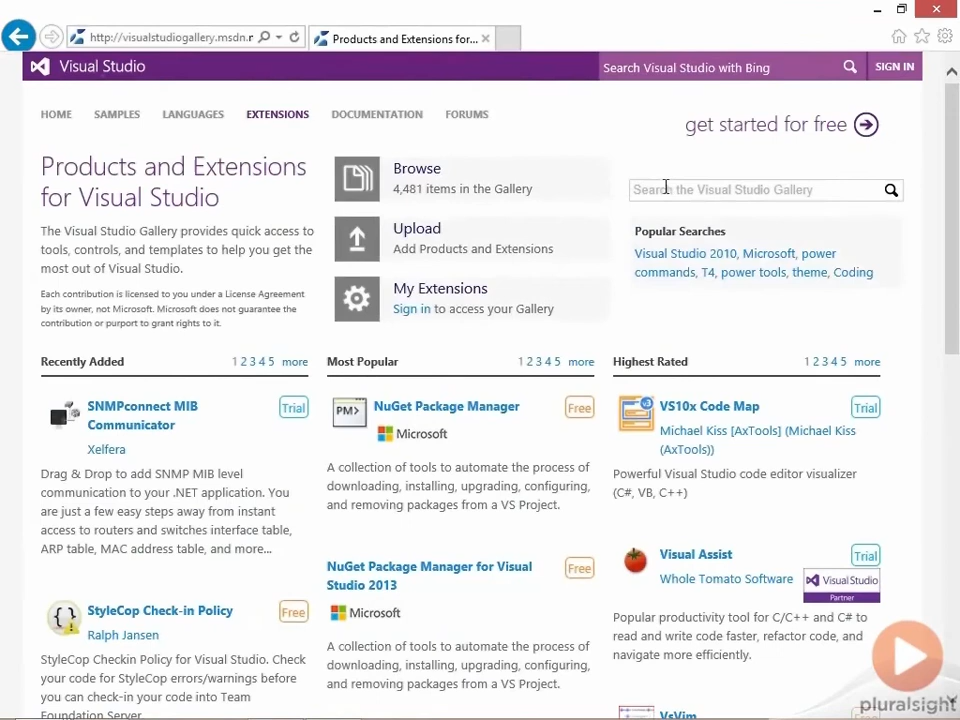 http://visualstudiogallery.msdn.r
Products and Extensions for...
Visual Studio
Search Visual Studio with Bing
SIGN IN
HOME
SAMPLES
LANGUAGES
EXTENSIONS
DOCUMENTATION
FORUMS
get started for free
Products and Extensions
for Visual Studio
The Visual Studio Gallery provides quick access to
tools, controls, and templates to help you get the
most out of Visual Studio.
Each contribution is licensed to you under a License Agreement
by its owner, not Microsoft. Microsoft does not guarantee the
contribution or purport to grant rights to it.
Browse
4,481 items in the Gallery
Upload
Add Products and Extensions
My Extensions
Sign in to access your Gallery
Search the Visual Studio Gallery
Popular Searches
Visual Studio 2010, Microsoft, power
commands, T4, power tools, theme, Coding
Recently Added
1 2 3 4 5 more
SNMPconnect MIB
Communicator
Trial
Xelfera
Drag & Drop to add SNMP MIB level
communication to your .NET application. You
are just a few easy steps away from instant
access to routers and switches interface table,
ARP table, MAC address table, and more...
StyleCop Check-in Policy
Free
Ralph Jansen
StyleCop Checkin Policy for Visual Studio. Check
your code for StyleCop errors/warnings before
you can check-in your code into Team
Foundation Server.
Most Popular
1 2 3 4 5 more
PM>
NuGet Package Manager
Free
Microsoft
A collection of tools to automate the process of
downloading, installing, upgrading, configuring,
and removing packages from a VS Project.
NuGet Package Manager for Visual
Studio 2013
Free
Microsoft
A collection of tools to automate the process of
downloading, installing, upgrading, configuring,
and removing packages from a VS Project.
Highest Rated
1 2 3 4 5 more
v3
VS10x Code Map
Trial
Michael Kiss [AxTools] (Michael Kiss
(AxTools))
Powerful Visual Studio code editor visualizer
(C#, VB, C++)
Visual Assist
Trial
Whole Tomato Software
Visual Studio
Partner
Popular productivity tool for C/C++ and C# to
read and write code faster, refactor code, and
navigate more efficiently.
VsVim
Free
pluralsight